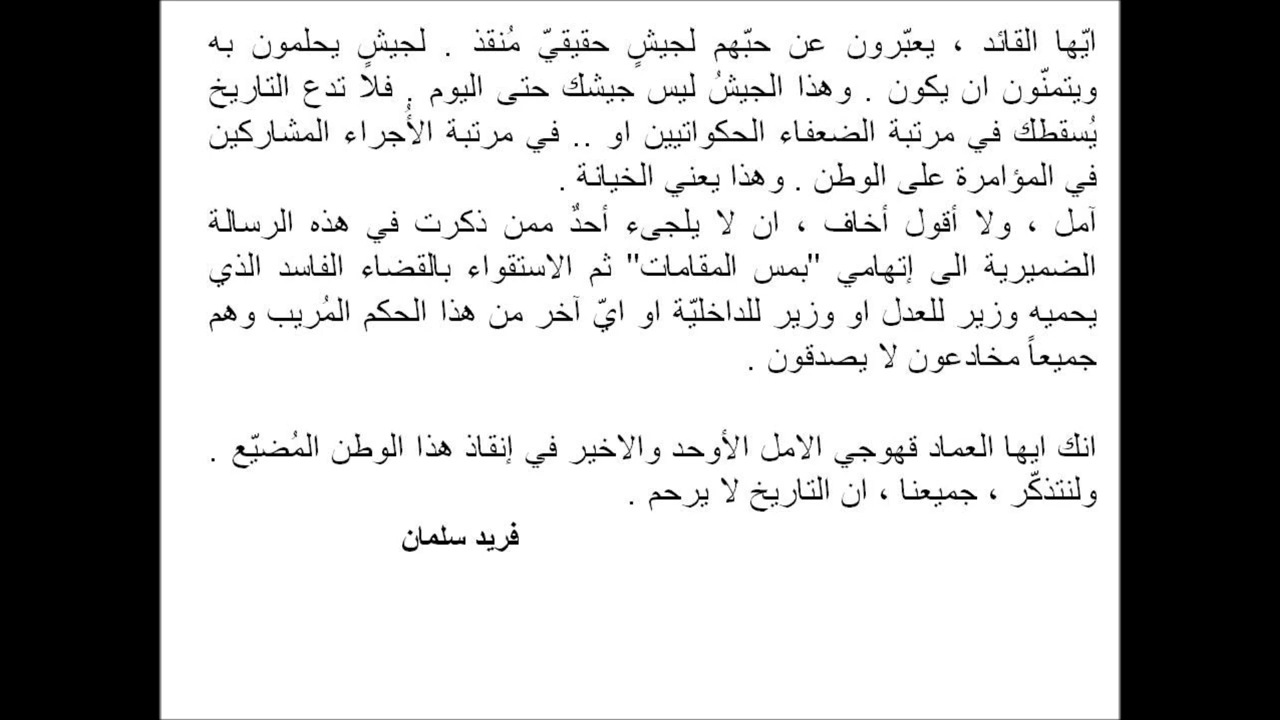 ايّها القائد ، يعبّرون عن حبّهم لجيشٍ حقيقيّ مُنقذ . لجيشٍ يحلمون به
ويتمنّون ان يكون . وهذا الجيشُ ليس جيشك حتى اليوم . فلا تدع التاريخ
يُسقطك في مرتبة الضعفاء الحكواتيين او .. في مرتبة الأُجراء المشاركين
في المؤامرة على الوطن . وهذا يعني الخيانة .
آمل ، ولا أقول أخاف ، ان لا يلجىء أحدٌ ممن ذكرت في هذه الرسالة
الضميرية الى إتهامي "بمس المقامات" ثم الاستقواء بالقضاء الفاسد الذي
يحميه وزير للعدل او وزير للداخليّة او ايّ آخر من هذا الحكم المُريب وهم
جميعاً مخادعون لا يصدقون .
انك ايها العماد قهوجي الامل الأوحد والاخير في إنقاذ هذا الوطن المُضيّع .
ولنتذكّر ، جميعنا ، ان التاريخ لا يرحم .
فريد سلمان